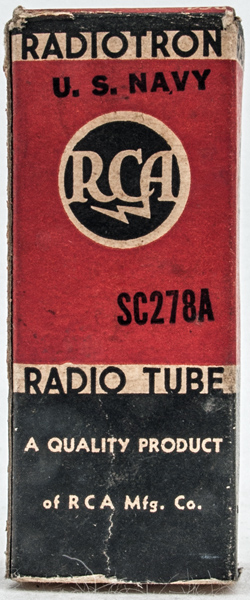 RADIOTRON
U. S. NAVY
RCA
SC278A
RADIO TUBE
A QUALITY PRODUCT
of RCA Mfg. Co.